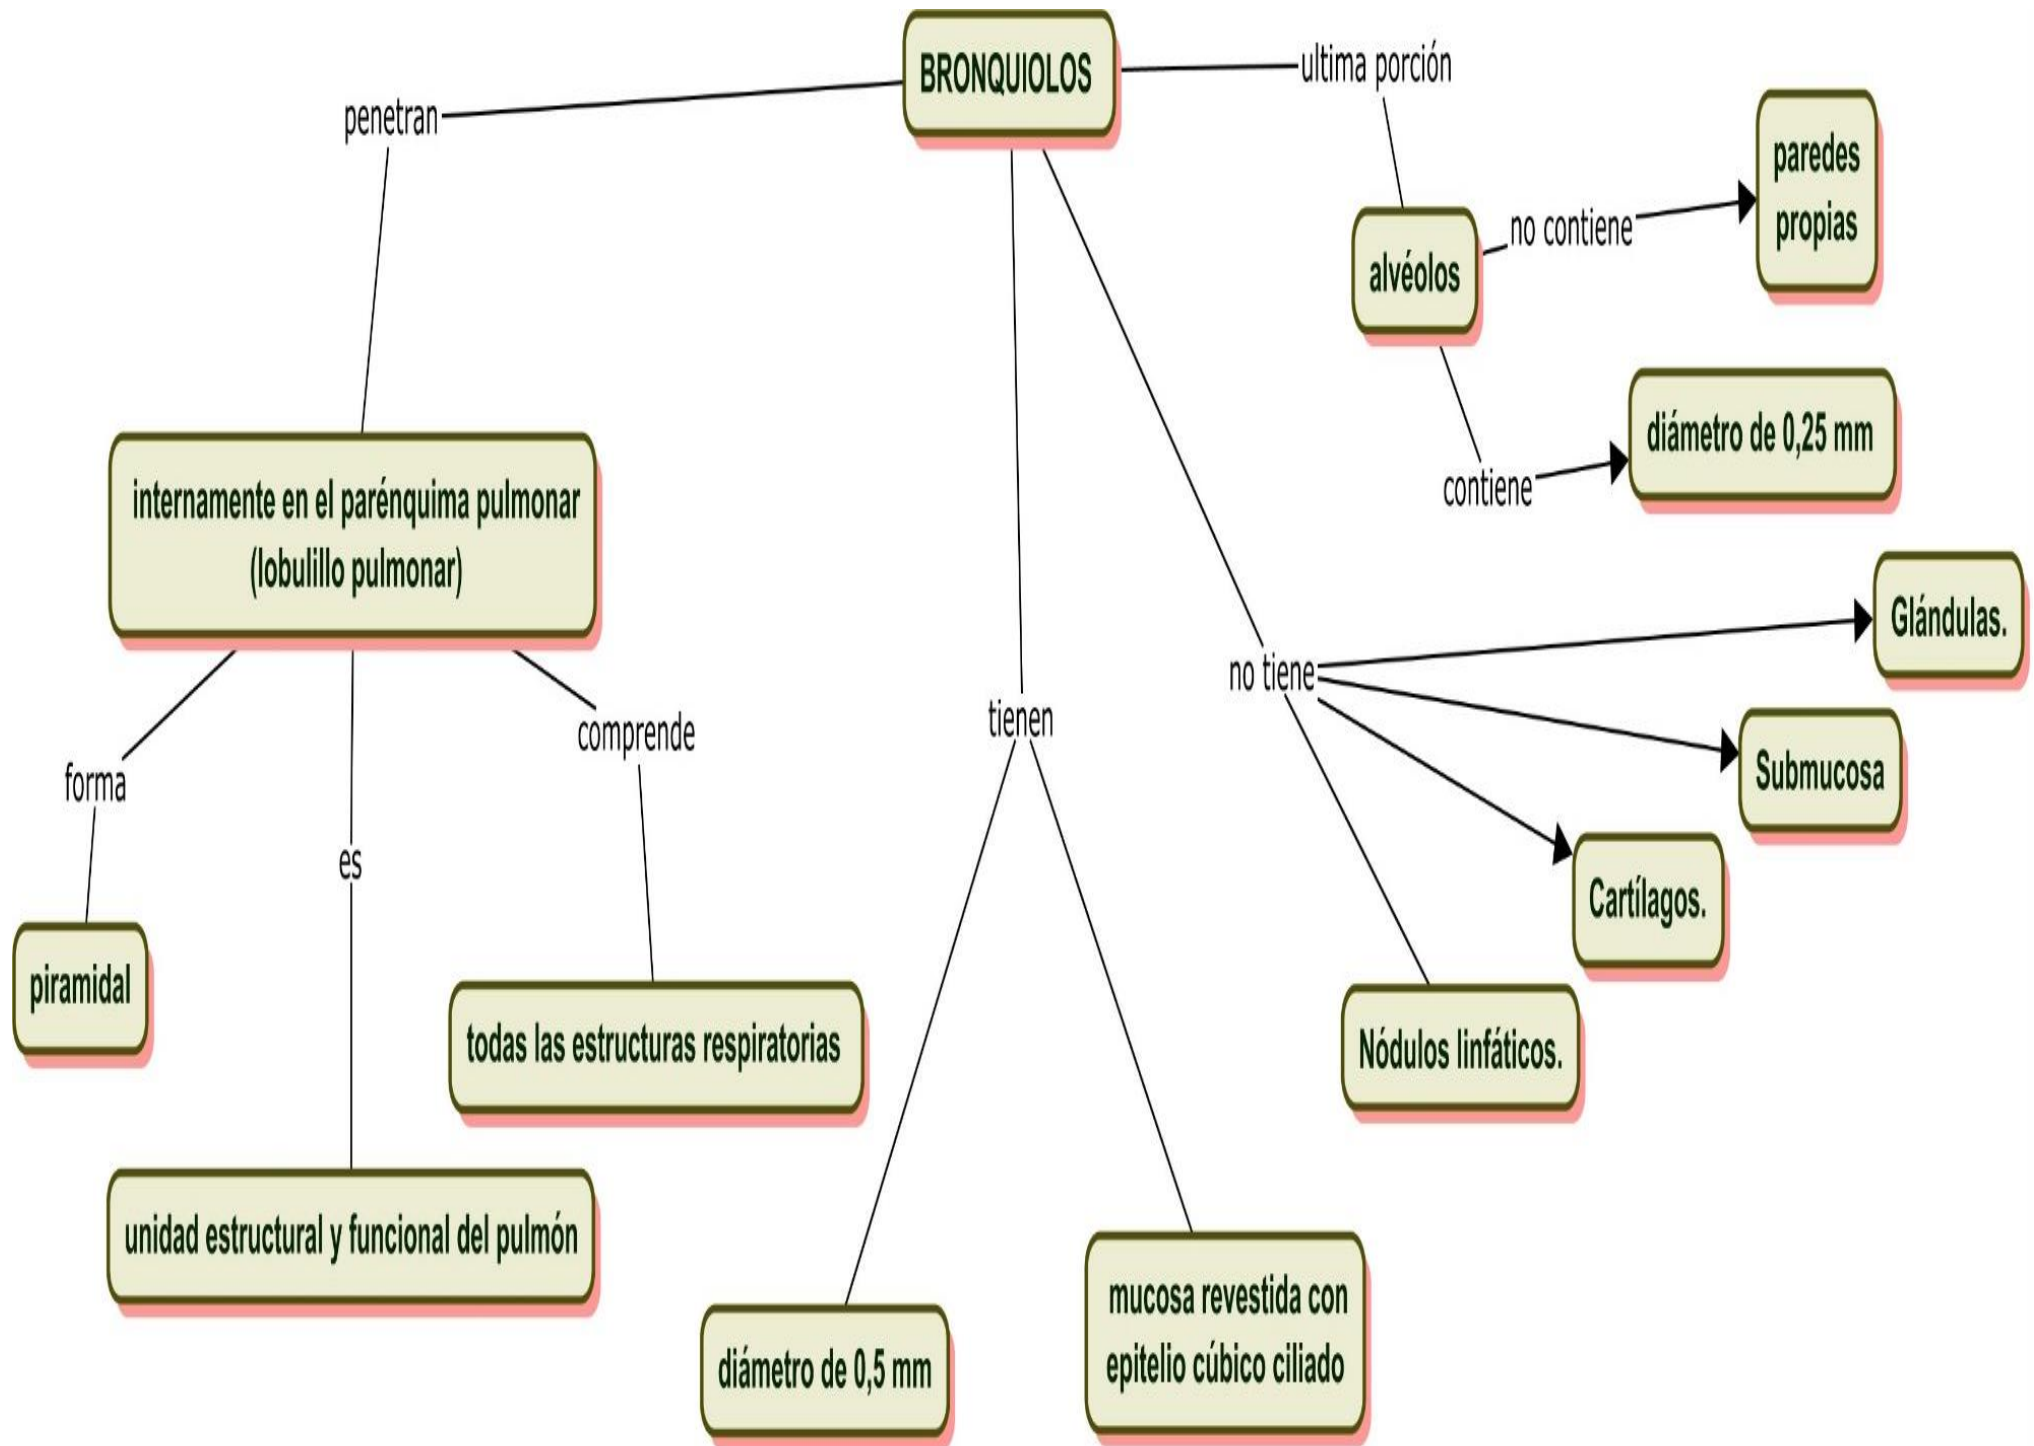 BRONQUIOLOS
penetran
internamente en el parénquima pulmonar
(lobulillo pulmonar)
forma
piramidal
es
unidad estructural y funcional del pulmón
comprende
todas las estructuras respiratorias
tienen
diámetro de 0,5 mm
mucosa revestida con
epitelio cúbico ciliado
no tiene
Glándulas.
Submucosa
Cartílagos.
Nódulos linfáticos.
ultima porción
alvéolos
no contiene
paredes
propias
contiene
diámetro de 0,25 mm